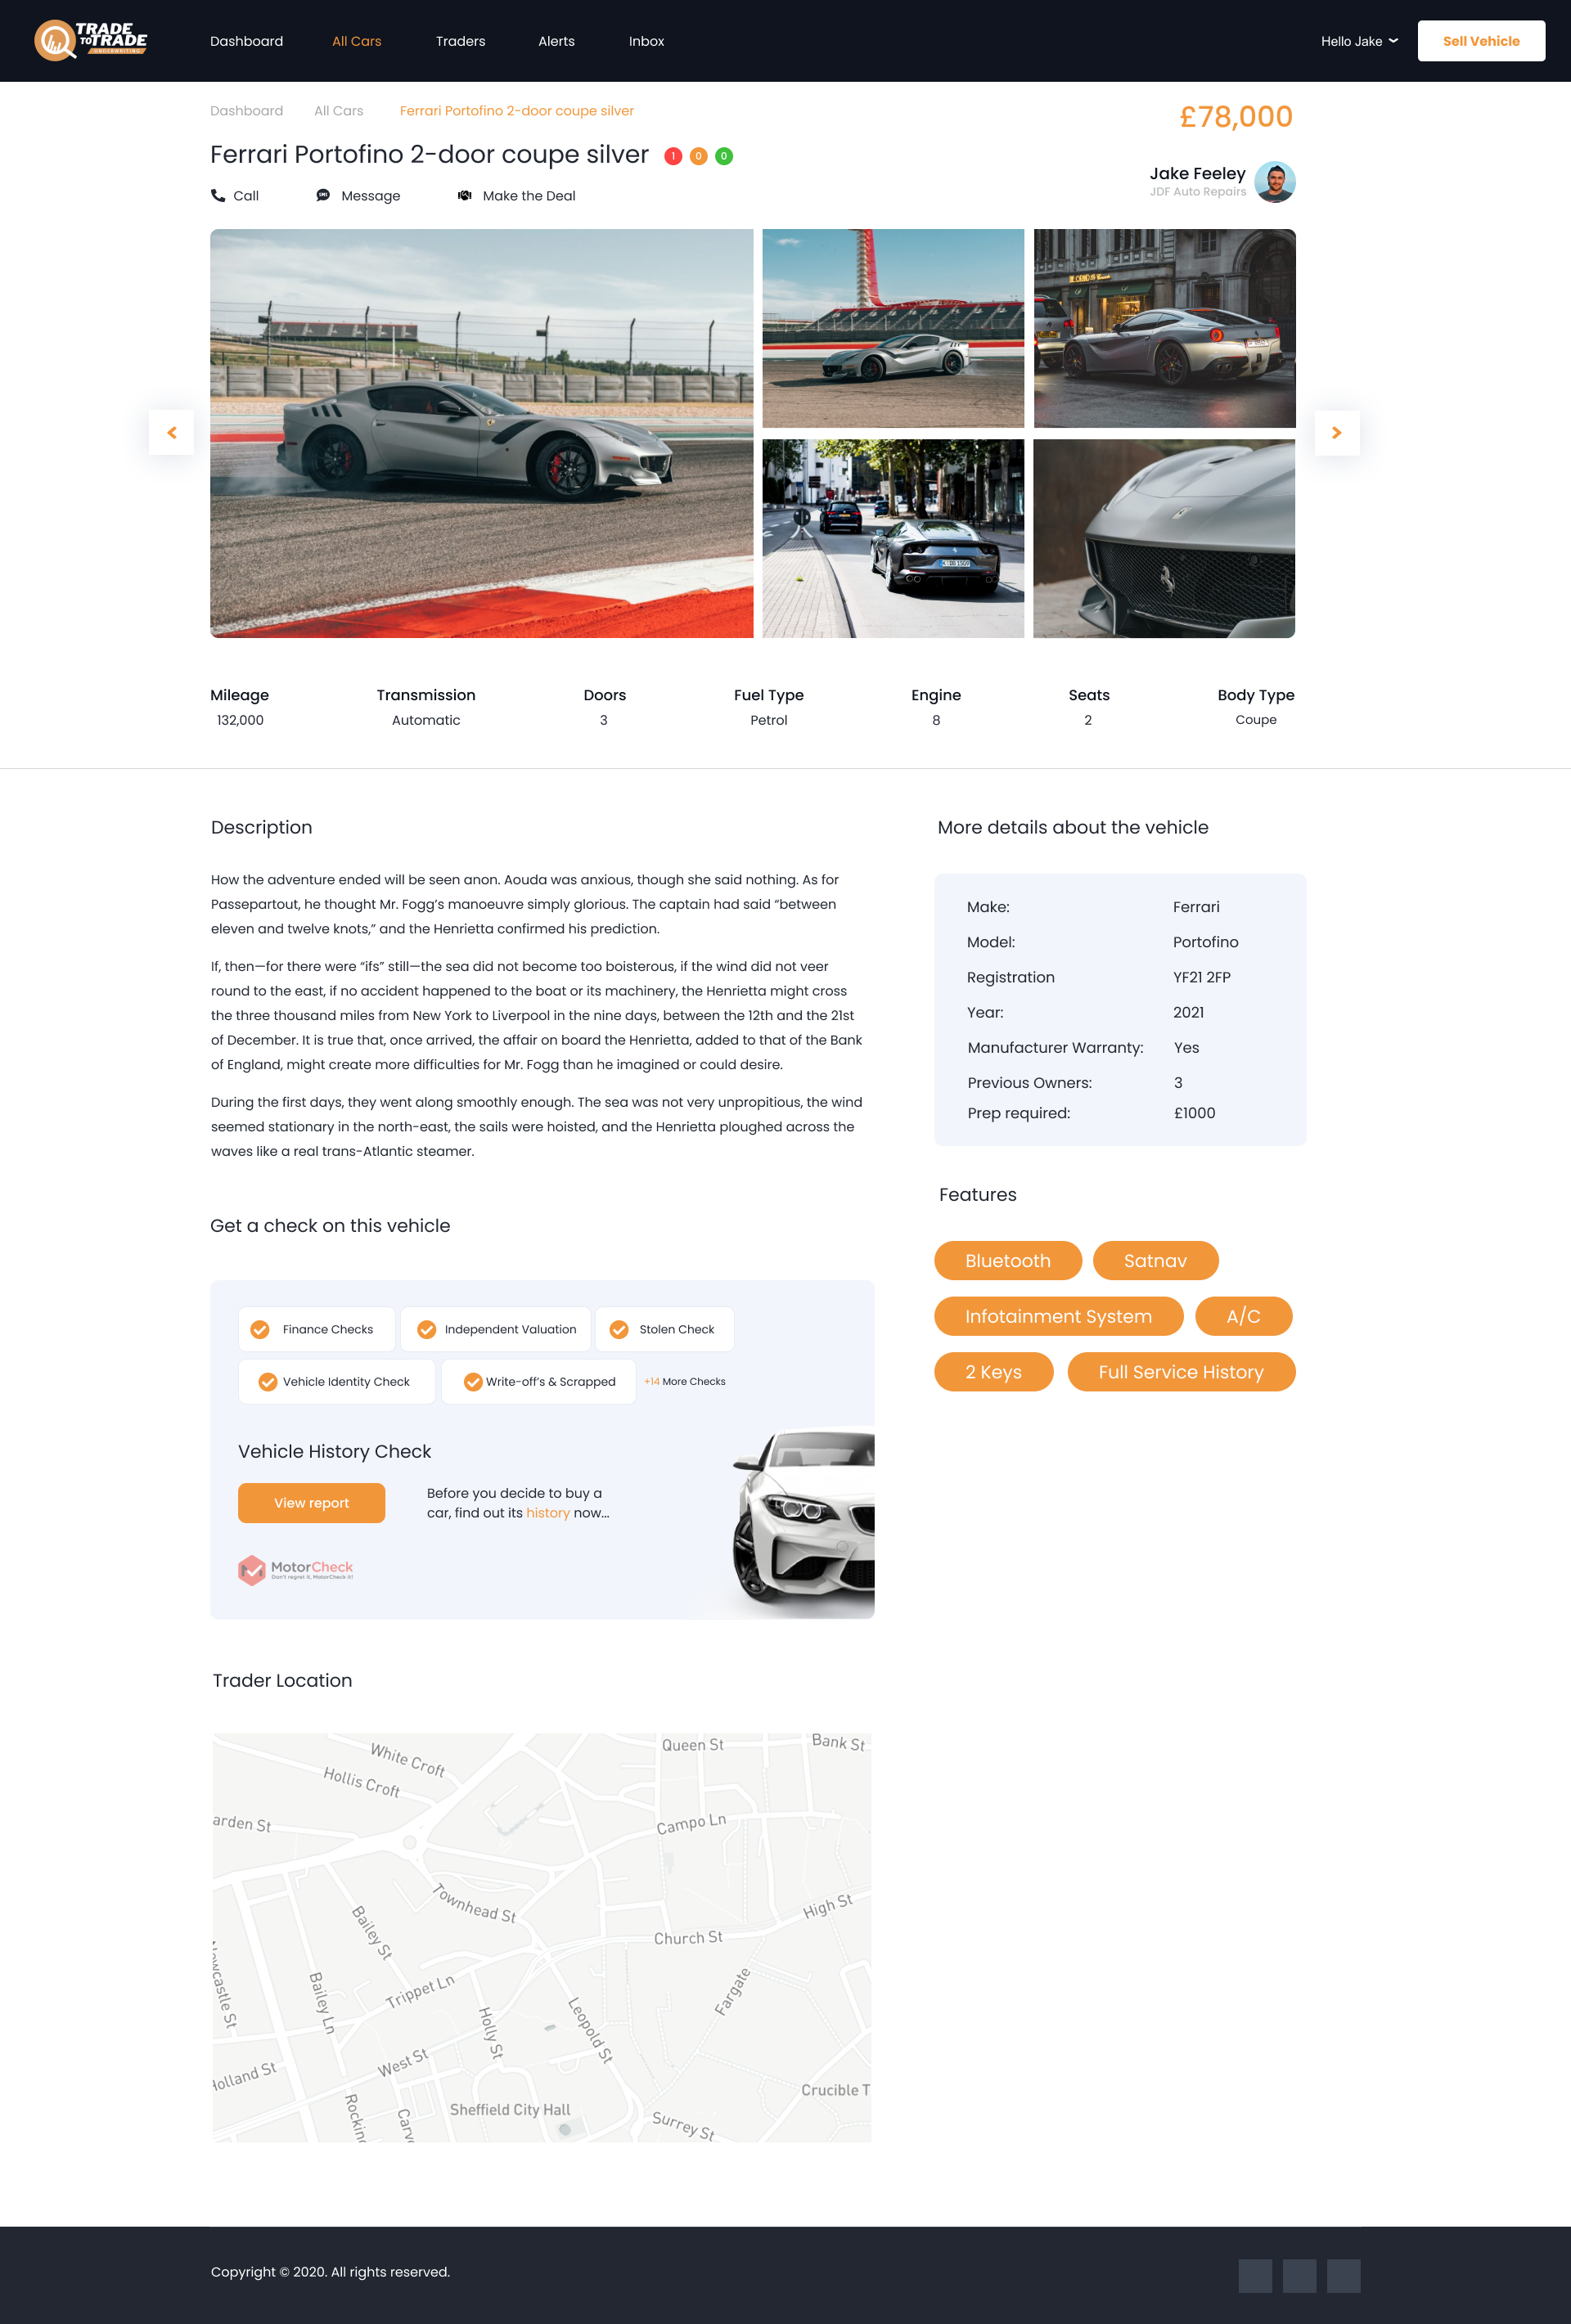 TRADE
TO TRADE
UNDERWRITING
Dashboard
All Cars
Traders
Alerts
Inbox
Hello Jake
Sell Vehicle
Dashboard
All Cars
Ferrari Portofino 2-door coupe silver
£78,000
Ferrari Portofino 2-door coupe silver
1
0
0
Jake Feeley
JDF Auto Repairs
Call
Message
Make the Deal
Mileage
Transmission
Doors
Fuel Type
Engine
Seats
Body Type
132,000
Automatic
3
Petrol
8
2
Coupe
Description
How the adventure ended will be seen anon. Aouda was anxious, though she said nothing. As for
Passepartout, he thought Mr. Fogg’s manoeuvre simply glorious. The captain had said “between
eleven and twelve knots,” and the Henrietta confirmed his prediction.
If, then—for there were “ifs” still—the sea did not become too boisterous, if the wind did not veer
round to the east, if no accident happened to the boat or its machinery, the Henrietta might cross
the three thousand miles from New York to Liverpool in the nine days, between the 12th and the 21st
of December. It is true that, once arrived, the affair on board the Henrietta, added to that of the Bank
of England, might create more difficulties for Mr. Fogg than he imagined or could desire.
During the first days, they went along smoothly enough. The sea was not very unpropitious, the wind
seemed stationary in the north-east, the sails were hoisted, and the Henrietta ploughed across the
waves like a real trans-Atlantic steamer.
More details about the vehicle
Make: Ferrari
Model: Portofino
Registration YF21 2FP
Year: 2021
Manufacturer Warranty: Yes
Previous Owners: 3
Prep required: £1000
Features
Bluetooth
Satnav
Infotainment System
A/C
2 Keys
Full Service History
Get a check on this vehicle
Finance Checks
Independent Valuation
Stolen Check
Vehicle Identity Check
Write-off’s & Scrapped
+14 More Checks
Vehicle History Check
View report
Before you decide to buy a
car, find out its history now...
MotorCheck
Don't regret it, MotorCheck it!
Trader Location
White Croft
Hollis Croft
Queen St
Bank St
arden St
Campo Ln
Townhead St
Bailey St
High St
Church St
Newcastle St
Bailey Ln
Trippet Ln
Fargate
Holly St
Leopold St
West St
Holland St
Crucible T
Rocking
Carve
Sheffield City Hall
Surrey St
Copyright © 2020. All rights reserved.